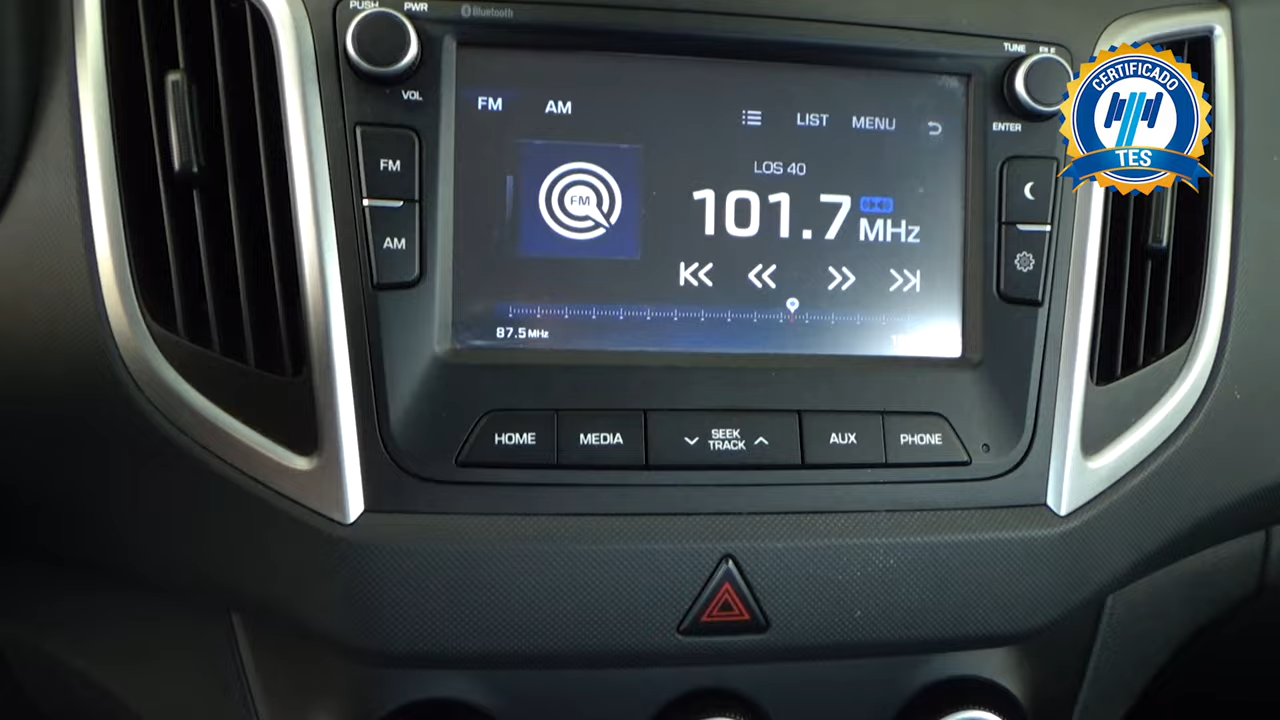 PUSH PWR
Bluetooth
VOL
TUNE FILE
ENTER
CERTIFICADO
TES
FM AM
LIST MENU
FM
AM
LOS 40
FM
101.7 MHz
87.5 MHz
HOME
MEDIA
SEEK
TRACK
AUX
PHONE